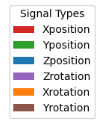 Signal Types
Xposition
Yposition
Zposition
Zrotation
Xrotation
Yrotation